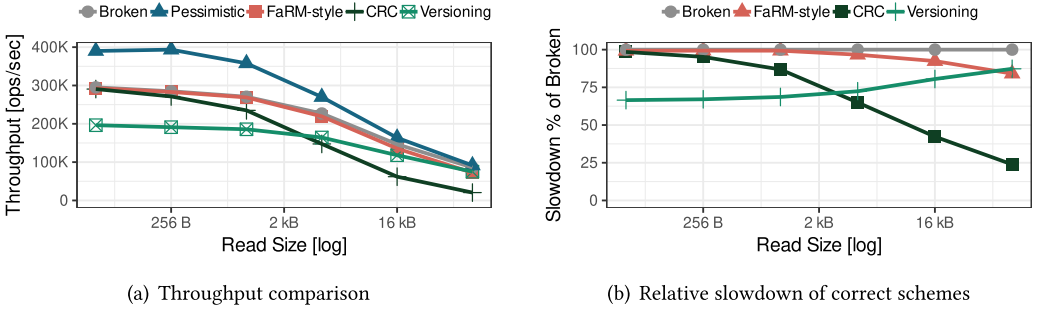 Broken Pessimistic FaRM-style CRC Versioning
Throughput [ops/sec]
400K
300K
200K
100K
0
256 B 2 kB 16 kB
Read Size [log]
(a) Throughput comparison
Broken FaRM-style CRC Versioning
Slowdown % of Broken
100
75
50
25
0
256 B 2 kB 16 kB
Read Size [log]
(b) Relative slowdown of correct schemes